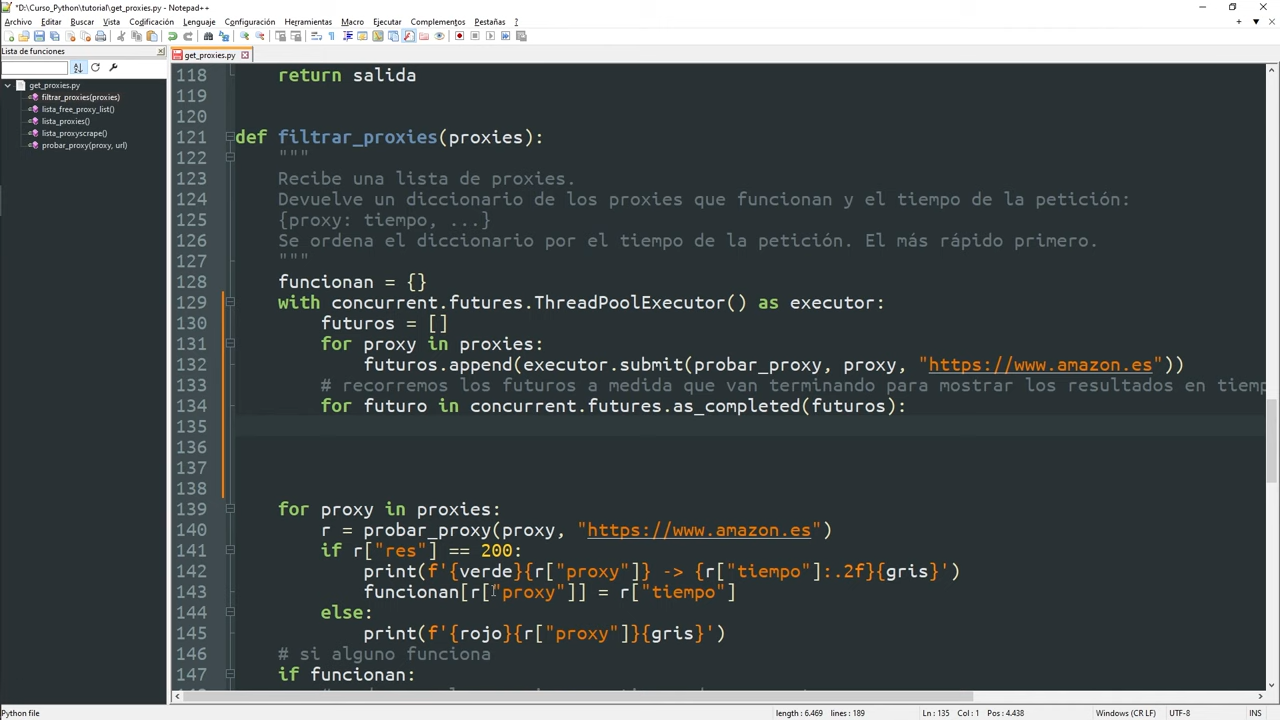 *D:\Curso_Python\tutorial\get_proxies.py - Notepad++
Archivo Editar Buscar Vista Codificación Lenguaje Configuración Herramientas Macro Ejecutar Complementos Pestañas ?
Lista de funciones
get_proxies.py
get_proxies.py
filtrar_proxies(proxies)
lista_free_proxy_list()
lista_proxies()
lista_proxyscrape()
probar_proxy(proxy, url)
118 return salida
119
120
121 def filtrar_proxies(proxies):
122 """
123 Recibe una lista de proxies.
124 Devuelve un diccionario de los proxies que funcionan y el tiempo de la petición:
125 {proxy: tiempo, ...}
126 Se ordena el diccionario por el tiempo de la petición. El más rápido primero.
127 """
128 funcionan = {}
129 with concurrent.futures.ThreadPoolExecutor() as executor:
130 futuros = []
131 for proxy in proxies:
132 futuros.append(executor.submit(probar_proxy, proxy, "https://www.amazon.es"))
133 # recorremos los futuros a medida que van terminando para mostrar los resultados en tiemp
134 for futuro in concurrent.futures.as_completed(futuros):
135
136
137
138
139 for proxy in proxies:
140 r = probar_proxy(proxy, "https://www.amazon.es")
141 if r["res"] == 200:
142 print(f'{verde}{r["proxy"]} -> {r["tiempo"]:.2f}{gris}')
143 funcionan[r["proxy"]] = r["tiempo"]
144 else:
145 print(f'{rojo}{r["proxy"]}{gris}')
146 # si alguno funciona
147 if funcionan:
Python file
length : 6.469 lines : 189
Ln : 135 Col : 1 Pos : 4.438
Windows (CR LF)
UTF-8
INS